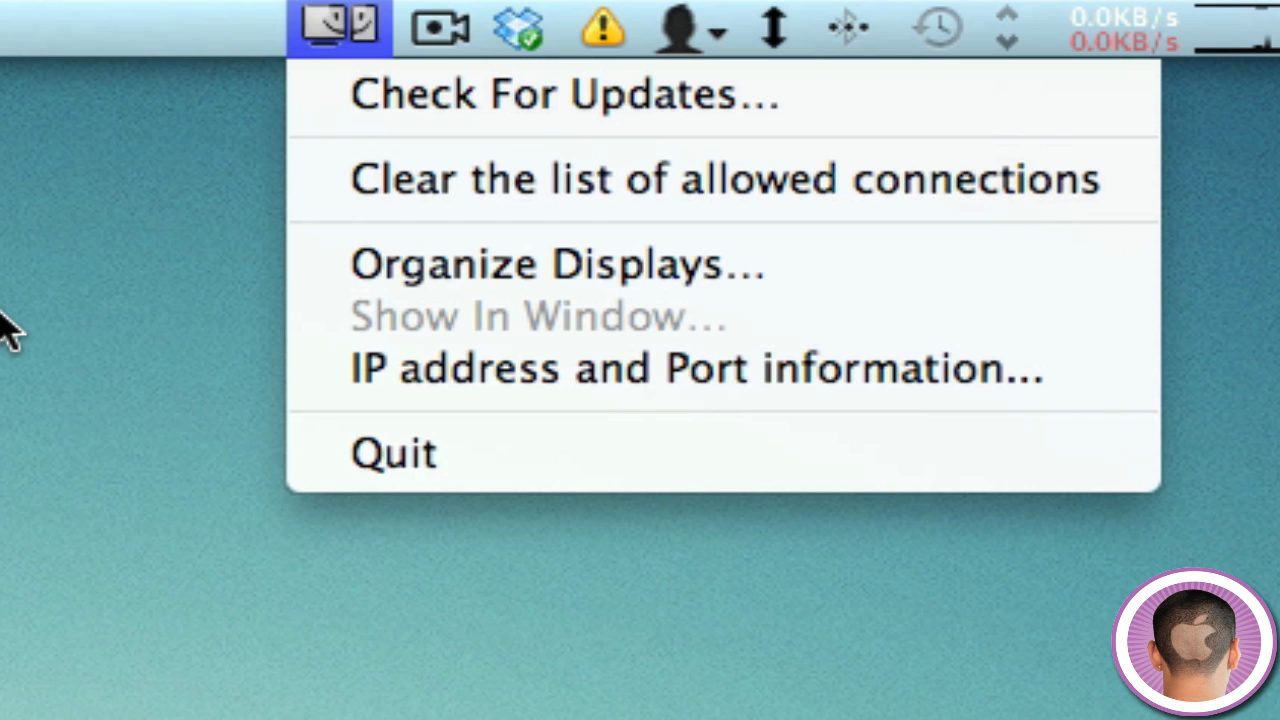 0.0KB/s
0.0KB/s
Check For Updates...
Clear the list of allowed connections
Organize Displays...
Show In Window...
IP address and Port information...
Quit